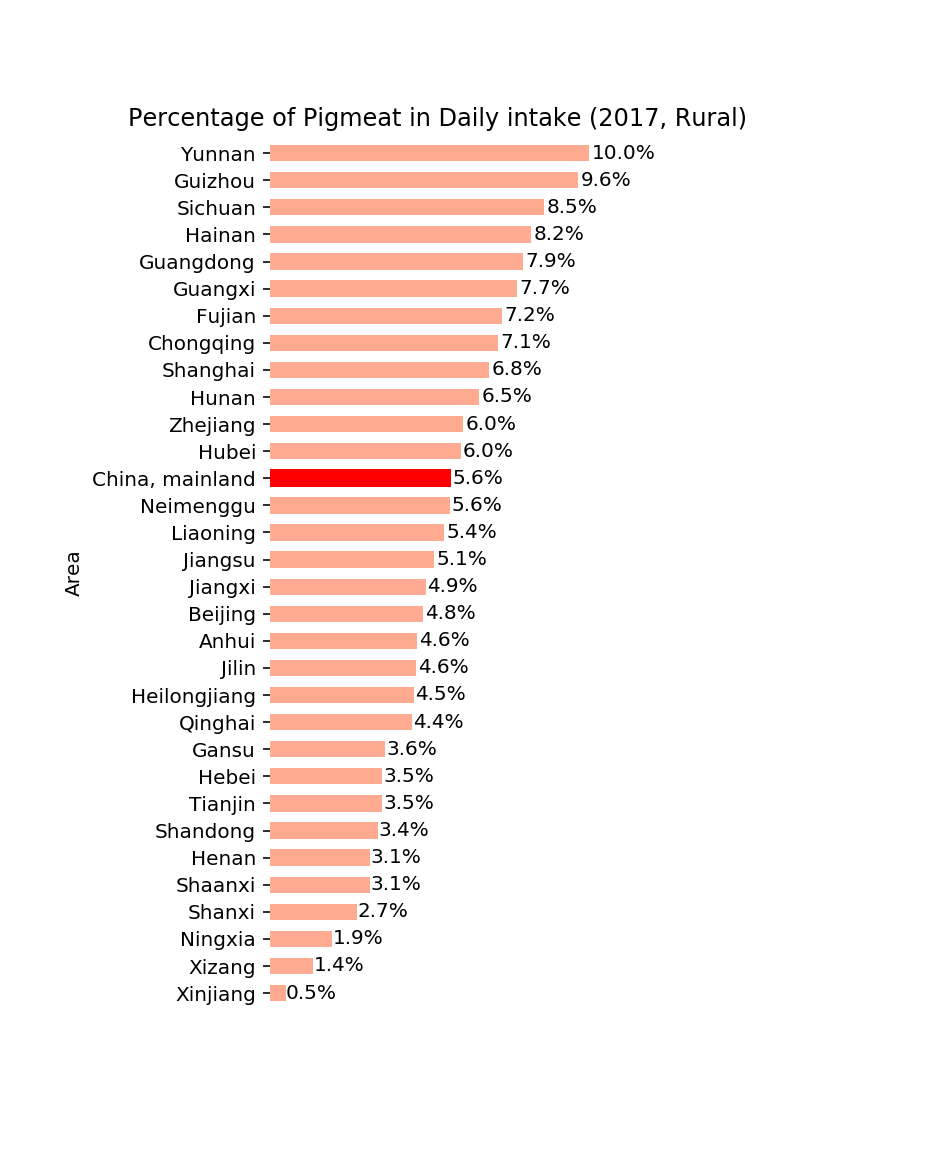 Percentage of Pigmeat in Daily intake (2017, Rural)
Yunnan 10.0%
Guizhou 9.6%
Sichuan 8.5%
Hainan 8.2%
Guangdong 7.9%
Guangxi 7.7%
Fujian 7.2%
Chongqing 7.1%
Shanghai 6.8%
Hunan 6.5%
Zhejiang 6.0%
Hubei 6.0%
China, mainland 5.6%
Neimenggu 5.6%
Liaoning 5.4%
Jiangsu 5.1%
Area
Jiangxi 4.9%
Beijing 4.8%
Anhui 4.6%
Jilin 4.6%
Heilongjiang 4.5%
Qinghai 4.4%
Gansu 3.6%
Hebei 3.5%
Tianjin 3.5%
Shandong 3.4%
Henan 3.1%
Shaanxi 3.1%
Shanxi 2.7%
Ningxia 1.9%
Xizang 1.4%
Xinjiang 0.5%